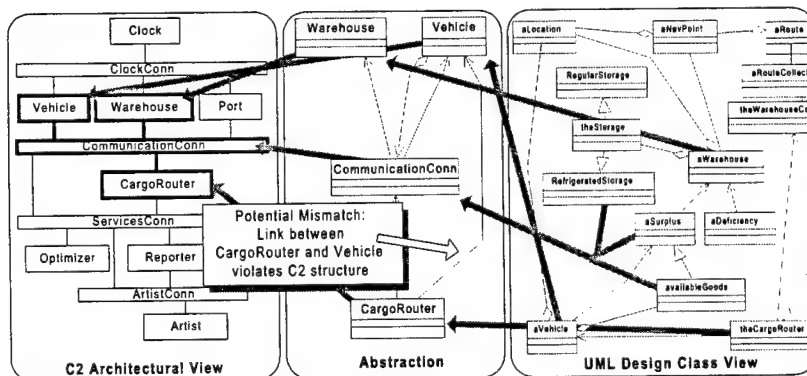 Clock
ClockConn
Vehicle
Warehouse
Port
CommunicationConn
CargoRouter
ServicesConn
Optimizer
Reporter
ArtistConn
Artist
C2 Architectural View
Warehouse
Vehicle
CommunicationConn
Potential Mismatch:
Link between
CargoRouter and Vehicle
violates C2 structure
CargoRouter
Abstraction
aLocation
aNavPoint
aRoute
RegularStorage
aRouteCollect
theWarehouseCo
theStorage
aWarehouse
RefrigeratedStorage
aSurplus
aDeficiency
availableGoods
aVehicle
theCargoRouter
UML Design Class View